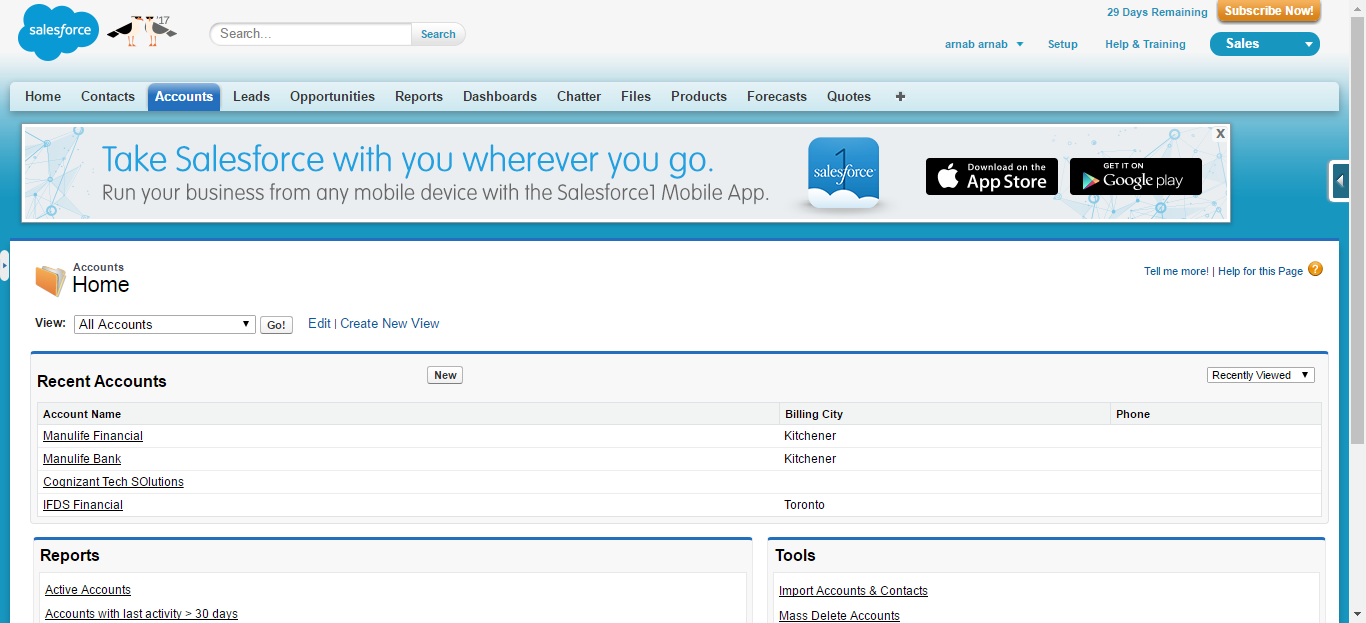 29 Days Remaining Subscribe Now!
salesforce '17 Search... Search
arnab arnab Setup Help & Training Sales
Home Contacts Accounts Leads Opportunities Reports Dashboards Chatter Files Products Forecasts Quotes +
X
Take Salesforce with you wherever you go.
Run your business from any mobile device with the Salesforce1 Mobile App.
1
salesforce
Download on the
App Store
GET IT ON
Google play
Accounts
Home
Tell me more! | Help for this Page ?
View: All Accounts Go! Edit | Create New View
Recent Accounts New Recently Viewed
Account Name Billing City Phone
Manulife Financial Kitchener
Manulife Bank Kitchener
Cognizant Tech SOlutions
IFDS Financial Toronto
Reports Tools
Active Accounts Import Accounts & Contacts
Accounts with last activity > 30 days Mass Delete Accounts